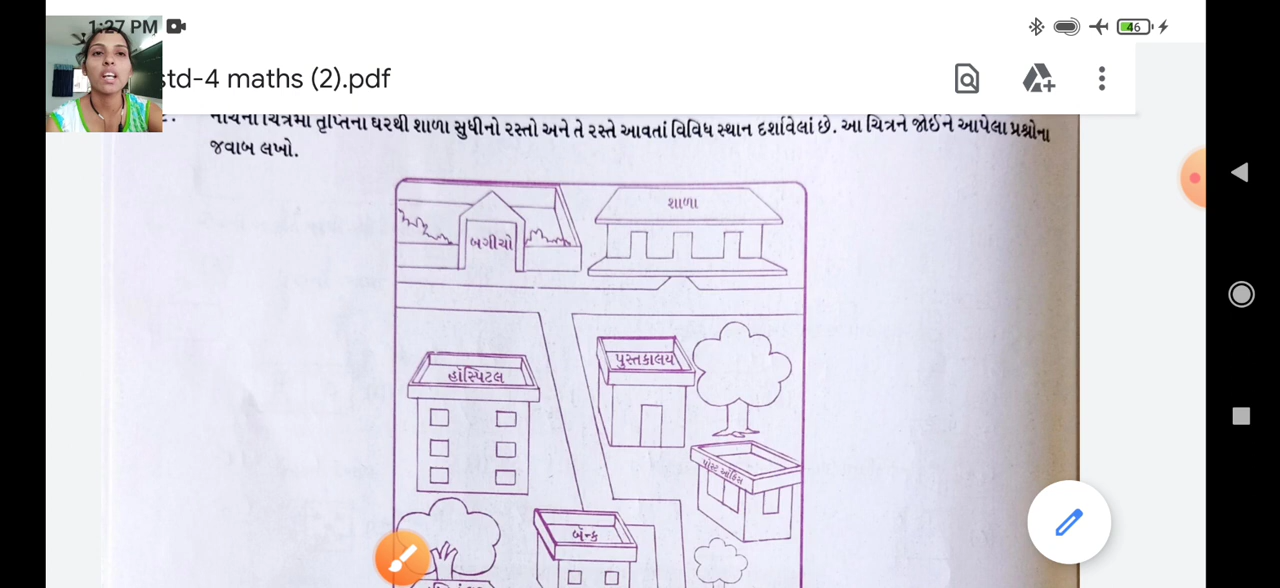 1:27 PM
46
std-4 maths (2).pdf
નીચેના ચિત્રમાં તૃપ્તિના ઘરથી શાળા સુધીનો રસ્તો અને તે રસ્તે આવતાં વિવિધ સ્થાન દર્શાવેલાં છે. આ ચિત્રને જોઈને આપેલા પ્રશ્નોના
જવાબ લખો.
શાળા
બગીચો
પુસ્તકાલય
હૉસ્પિટલ
પોસ્ટ ઑફિસ
બૅન્ક